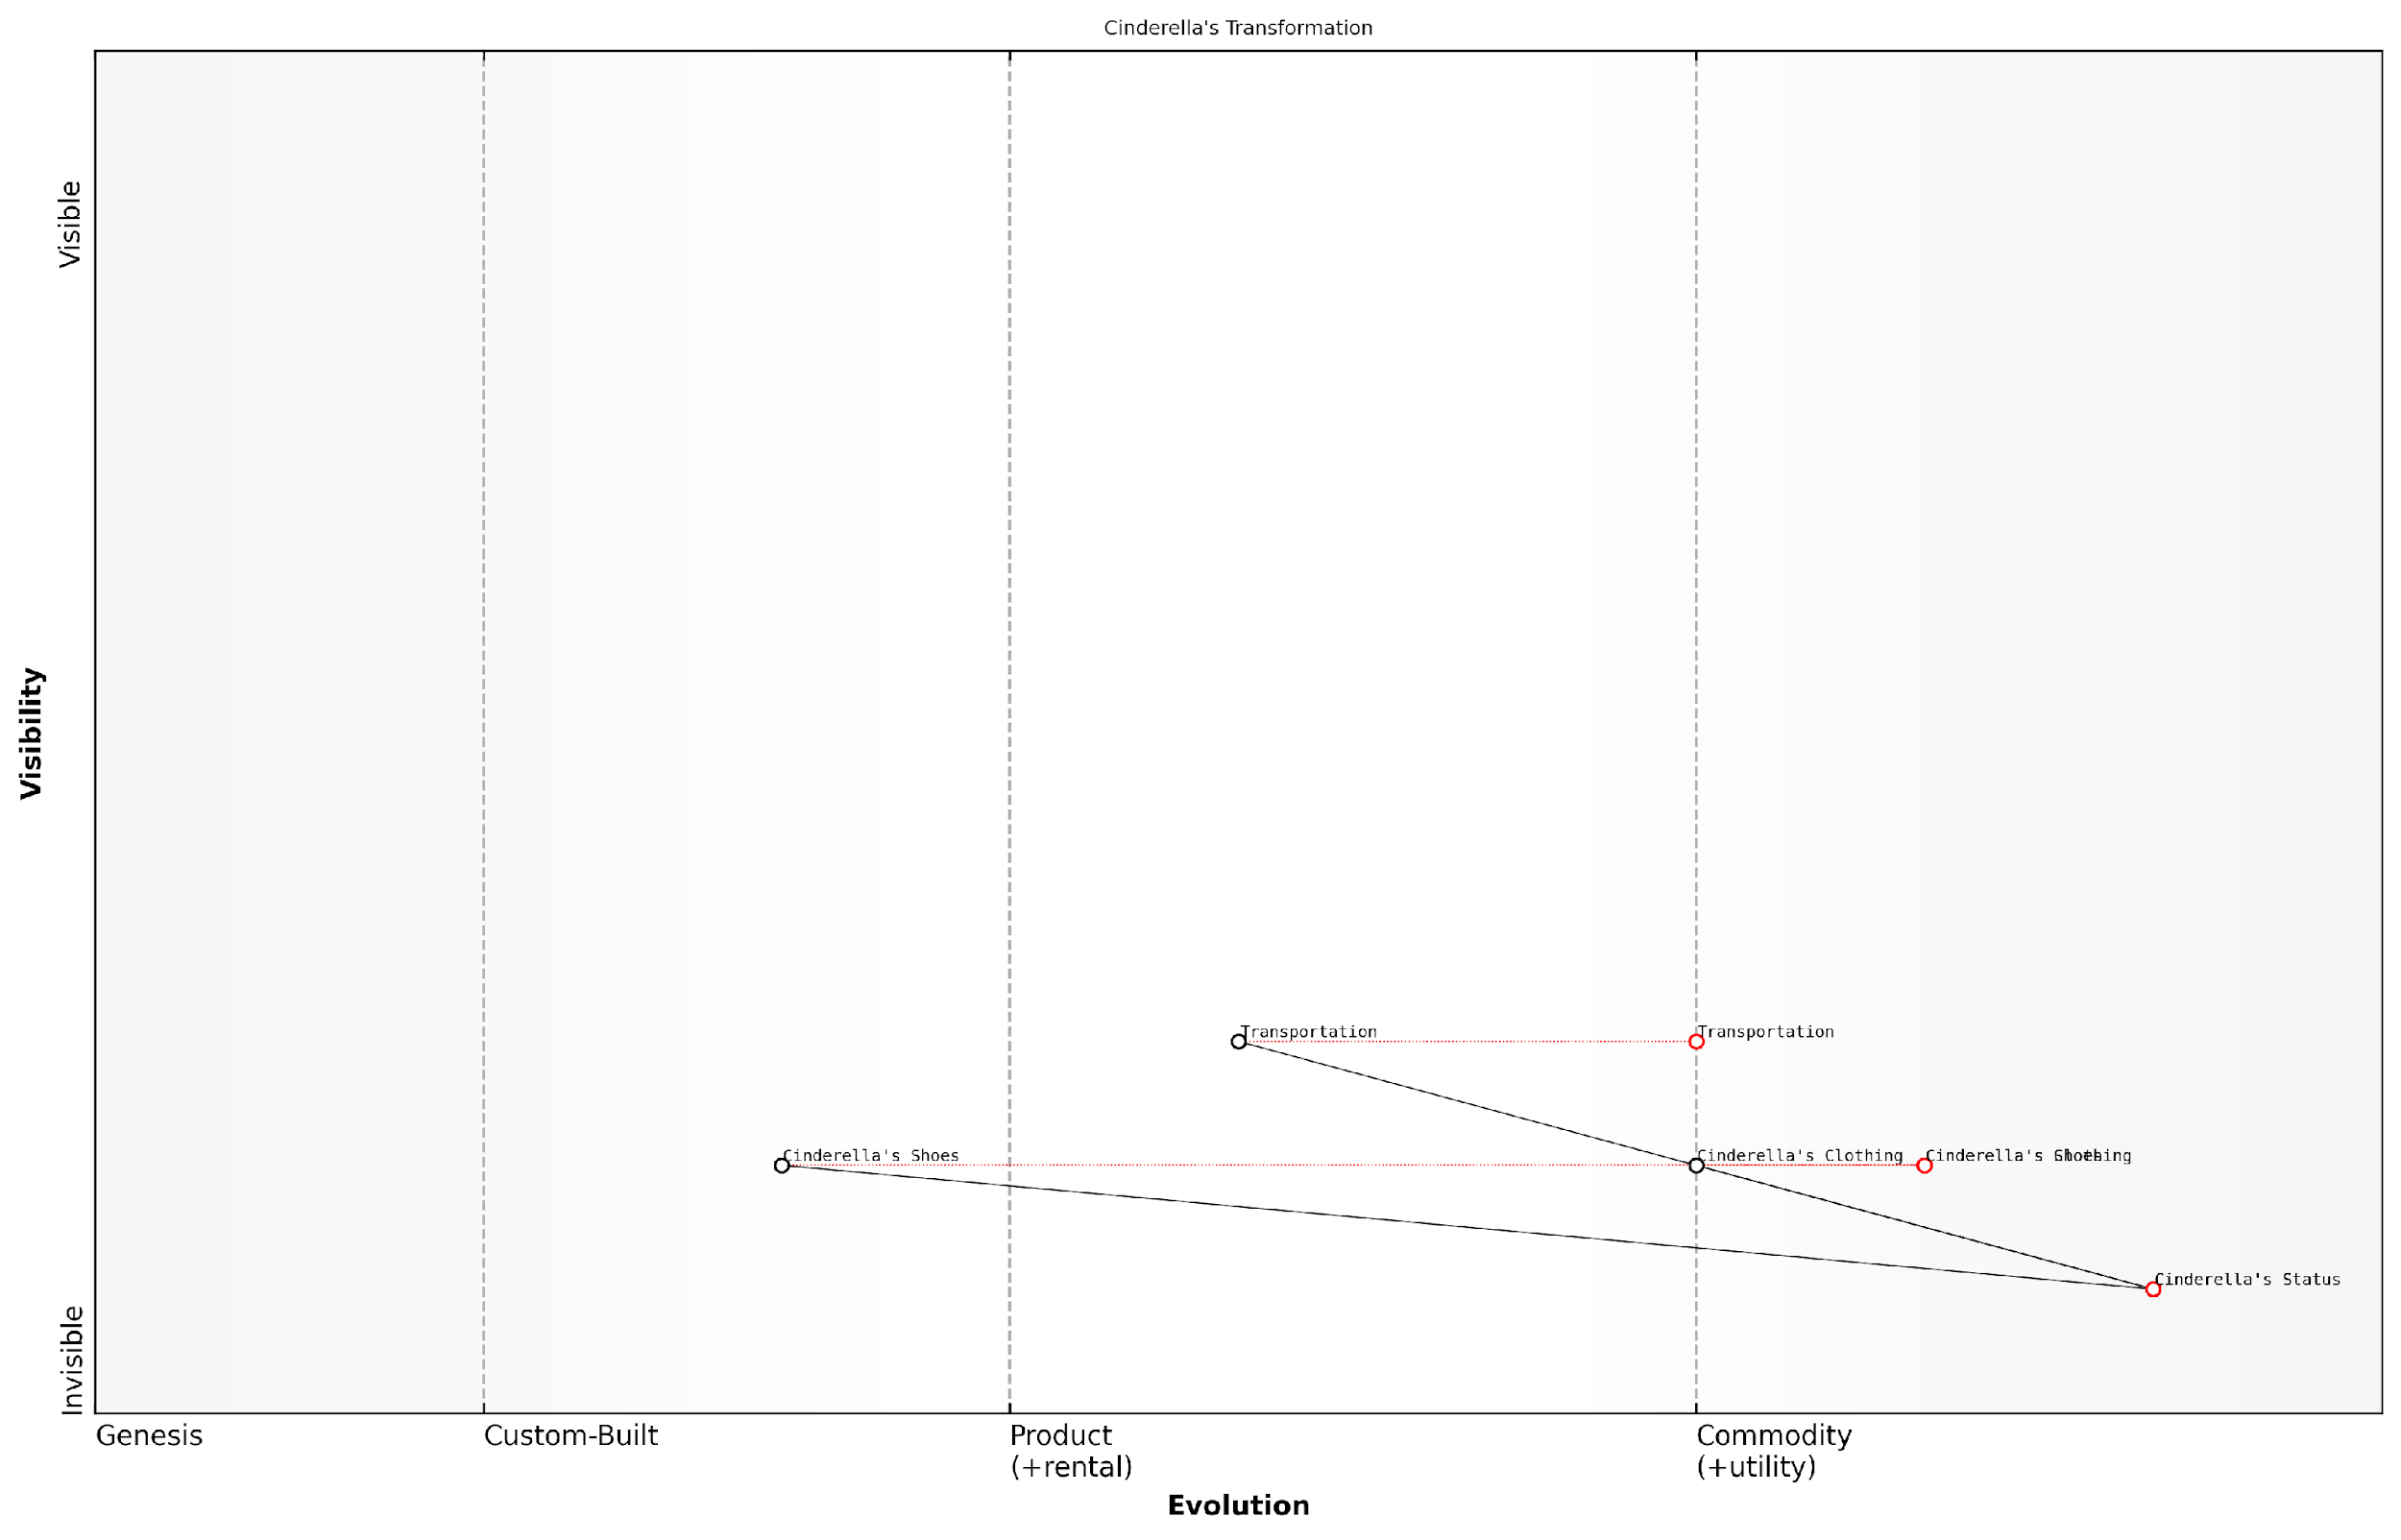 Cinderella's Transformation
Visible
Visibility
Invisible
Transportation
Transportation
Cinderella's Shoes
Cinderella's Clothing
Cinderella's
Cinderella's Status
Genesis
Custom-Built
Product
(+rental)
Commodity
(+utility)
Evolution